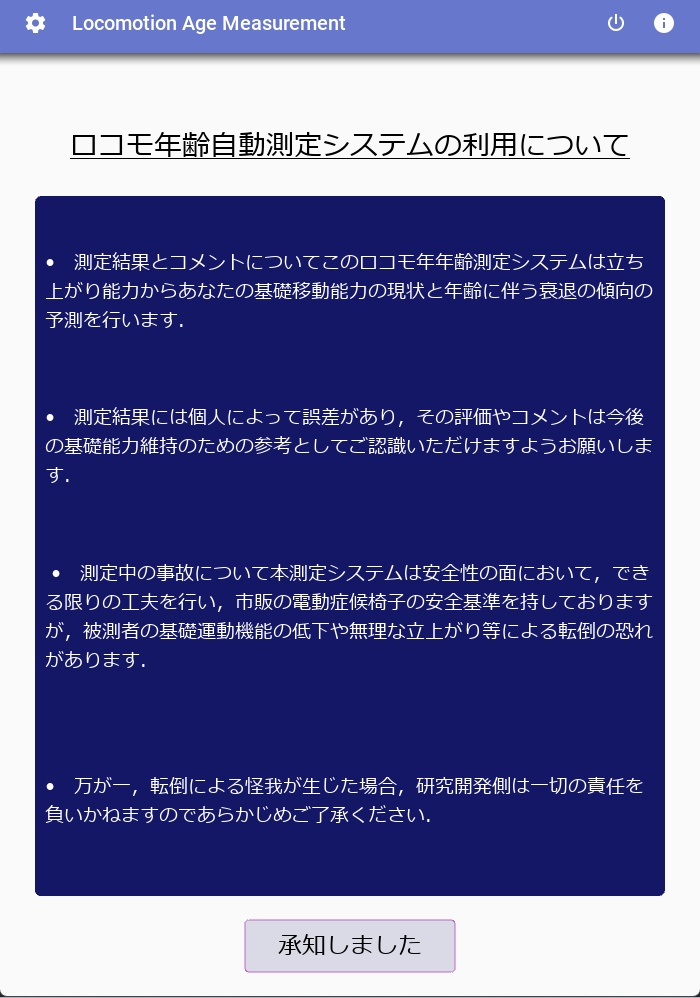 Locomotion Age Measurement
ロコモ年齢自動測定システムの利用について
• 測定結果とコメントについてこのロコモ年年齢測定システムは立ち
上がり能力からあなたの基礎移動能力の現状と年齢に伴う衰退の傾向の
予測を行います.
• 測定結果には個人によって誤差があり，その評価やコメントは今後
の基礎能力維持のための参考としてご認識いただけますようお願いしま
す.
• 測定中の事故について本測定システムは安全性の面において，でき
る限りの工夫を行い，市販の電動症候椅子の安全基準を持しております
が，被測者の基礎運動機能の低下や無理な立上がり等による転倒の恐れ
があります.
• 万が一，転倒による怪我が生じた場合，研究開発側は一切の責任を
負いかねますのであらかじめご了承ください.
承知しました